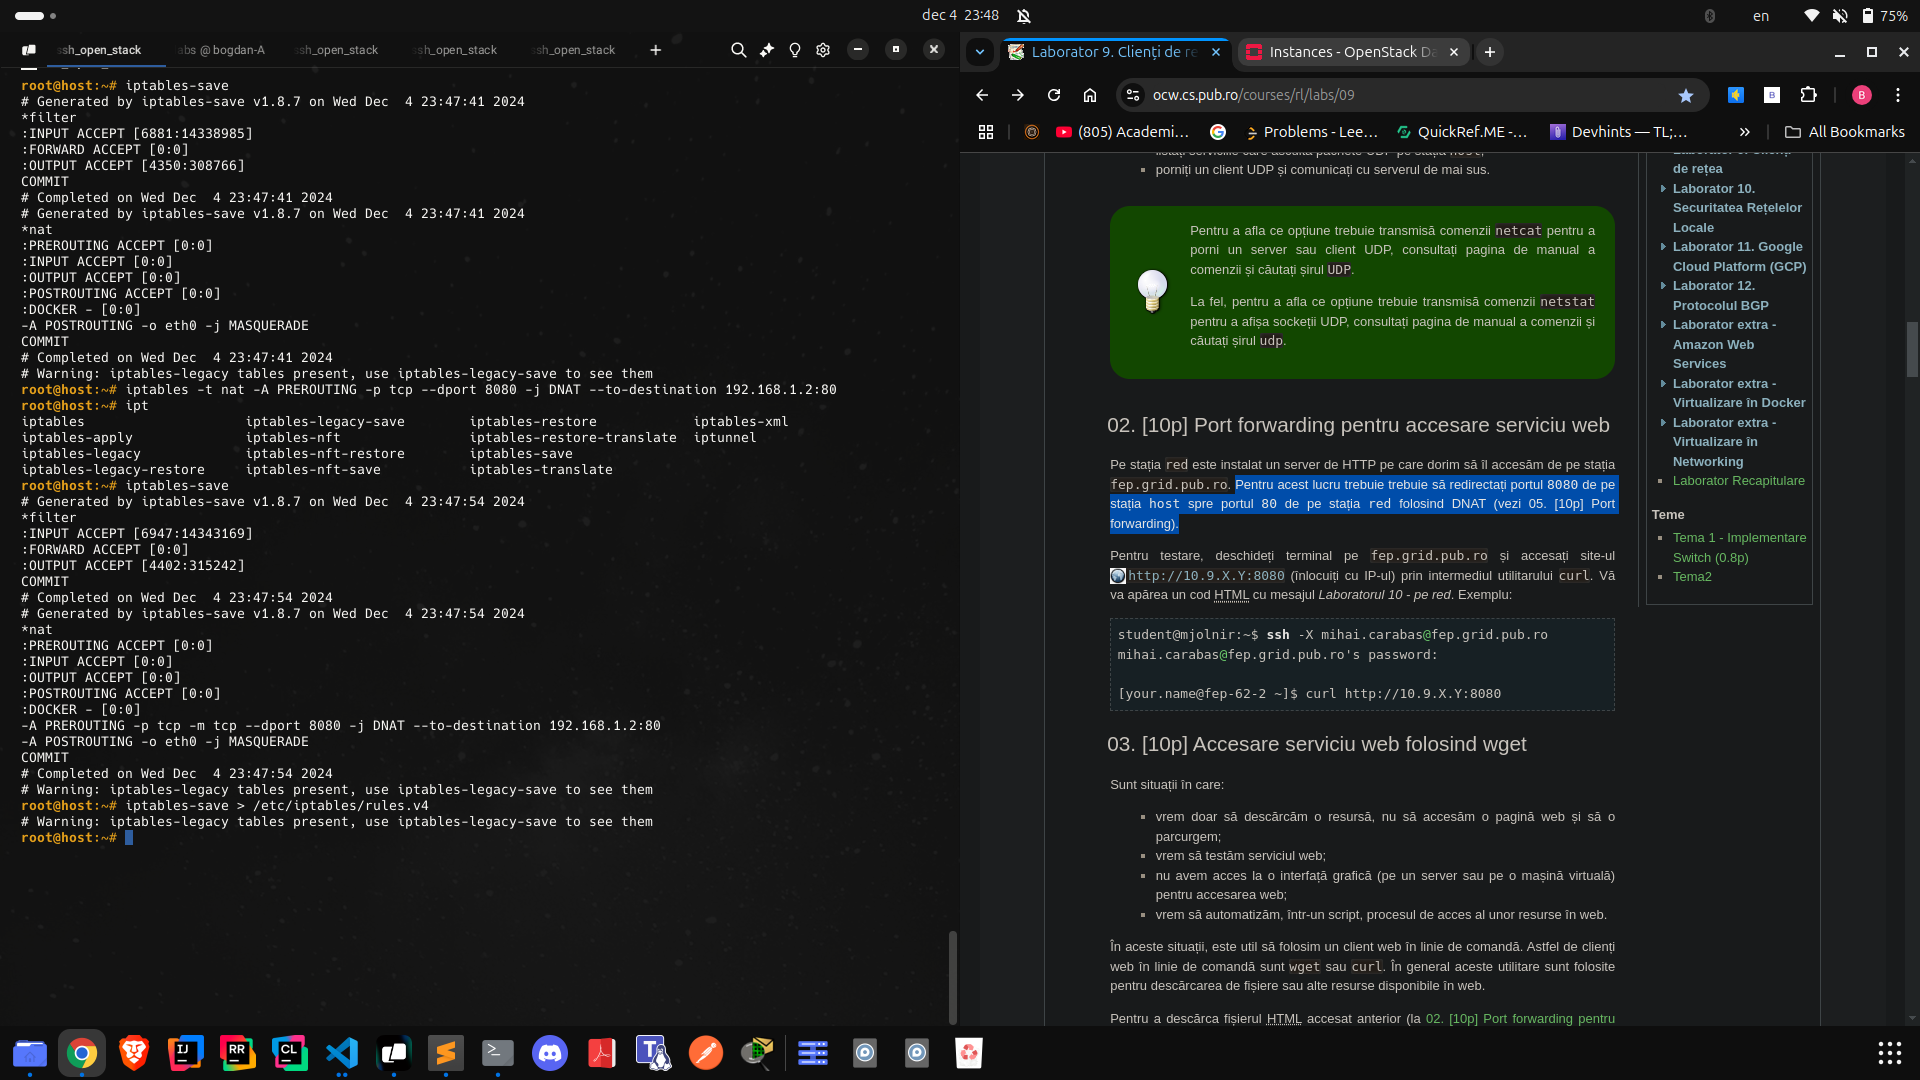 dec 4 23:48
en
75%
ssh_open_stack
abs @ bogdan-A
ssh_open_stack
ssh_open_stack
ssh_open_stack
root@host:~# iptables-save
# Generated by iptables-save v1.8.7 on Wed Dec  4 23:47:41 2024
*filter
:INPUT ACCEPT [6881:14338985]
:FORWARD ACCEPT [0:0]
:OUTPUT ACCEPT [4350:308766]
COMMIT
# Completed on Wed Dec  4 23:47:41 2024
# Generated by iptables-save v1.8.7 on Wed Dec  4 23:47:41 2024
*nat
:PREROUTING ACCEPT [0:0]
:INPUT ACCEPT [0:0]
:OUTPUT ACCEPT [0:0]
:POSTROUTING ACCEPT [0:0]
:DOCKER - [0:0]
-A POSTROUTING -o eth0 -j MASQUERADE
COMMIT
# Completed on Wed Dec  4 23:47:41 2024
# Warning: iptables-legacy tables present, use iptables-legacy-save to see them
root@host:~# iptables -t nat -A PREROUTING -p tcp --dport 8080 -j DNAT --to-destination 192.168.1.2:80
root@host:~# ipt
iptables iptables-legacy-save iptables-restore iptables-xml
iptables-apply iptables-nft iptables-restore-translate iptunnel
iptables-legacy iptables-nft-restore iptables-save
iptables-legacy-restore iptables-nft-save iptables-translate
root@host:~# iptables-save
# Generated by iptables-save v1.8.7 on Wed Dec  4 23:47:54 2024
*filter
:INPUT ACCEPT [6947:14343169]
:FORWARD ACCEPT [0:0]
:OUTPUT ACCEPT [4402:315242]
COMMIT
# Completed on Wed Dec  4 23:47:54 2024
# Generated by iptables-save v1.8.7 on Wed Dec  4 23:47:54 2024
*nat
:PREROUTING ACCEPT [0:0]
:INPUT ACCEPT [0:0]
:OUTPUT ACCEPT [0:0]
:POSTROUTING ACCEPT [0:0]
:DOCKER - [0:0]
-A PREROUTING -p tcp -m tcp --dport 8080 -j DNAT --to-destination 192.168.1.2:80
-A POSTROUTING -o eth0 -j MASQUERADE
COMMIT
# Completed on Wed Dec  4 23:47:54 2024
# Warning: iptables-legacy tables present, use iptables-legacy-save to see them
root@host:~# iptables-save > /etc/iptables/rules.v4
# Warning: iptables-legacy tables present, use iptables-legacy-save to see them
root@host:~#
Laborator 9. Clienți de re
Instances - OpenStack Da
ocw.cs.pub.ro/courses/rl/labs/09
(805) Academi...
Problems - Lee...
QuickRef.ME -...
Devhints — TL;...
All Bookmarks
listați serviciile care ascultă pachete UDP pe stația host;
porniți un client UDP și comunicați cu serverul de mai sus.
Pentru a afla ce opțiune trebuie transmisă comenzii netcat pentru a
porni un server sau client UDP, consultați pagina de manual a
comenzii și căutați șirul UDP.
La fel, pentru a afla ce opțiune trebuie transmisă comenzii netstat
pentru a afișa socketii UDP, consultați pagina de manual a comenzii și
căutați șirul udp.
02. [10p] Port forwarding pentru accesare serviciu web
Pe stația red este instalat un server de HTTP pe care dorim să îl accesăm de pe stația
fep.grid.pub.ro. Pentru acest lucru trebuie trebuie să redirectați portul 8080 de pe
stația host spre portul 80 de pe stația red folosind DNAT (vezi 05. [10p] Port
forwarding).
Pentru testare, deschideți terminal pe fep.grid.pub.ro și accesați site-ul
http://10.9.X.Y:8080 (înlocuiți cu IP-ul) prin intermediul utilitarului curl. Vă
va apărea un cod HTML cu mesajul Laboratorul 10 - pe red. Exemplu:
student@mjolnir:~$ ssh -X mihai.carabas@fep.grid.pub.ro
mihai.carabas@fep.grid.pub.ro's password:
[your.name@fep-62-2 ~]$ curl http://10.9.X.Y:8080
03. [10p] Accesare serviciu web folosind wget
Sunt situații în care:
vrem doar să descărcăm o resursă, nu să accesăm o pagină web și să o
parcurgem;
vrem să testăm serviciul web;
nu avem acces la o interfață grafică (pe un server sau pe o mașină virtuală)
pentru accesarea web;
vrem să automatizăm, într-un script, procesul de acces al unor resurse în web.
În aceste situații, este util să folosim un client web în linie de comandă. Astfel de clienți
web în linie de comandă sunt wget sau curl. În general aceste utilitare sunt folosite
pentru descărcarea de fișiere sau alte resurse disponibile în web.
Pentru a descărca fișierul HTML accesat anterior (la 02. [10p] Port forwarding pentru
de rețea
Laborator 10.
Securitatea Rețelelor
Locale
Laborator 11. Google
Cloud Platform (GCP)
Laborator 12.
Protocolul BGP
Laborator extra -
Amazon Web
Services
Laborator extra -
Virtualizare în Docker
Laborator extra -
Virtualizare în
Networking
Laborator Recapitulare
Teme
Tema 1 - Implementare
Switch (0.8p)
Tema2